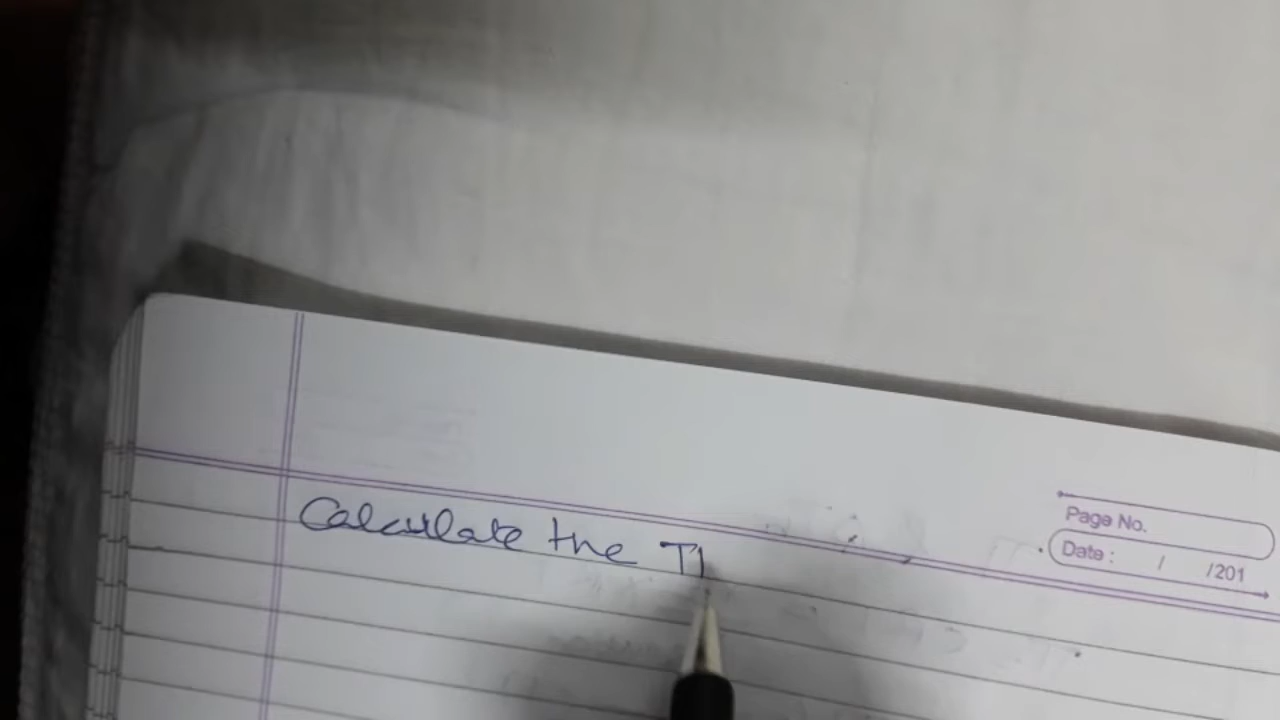 Calculate the T
Page No.
Date : / /201